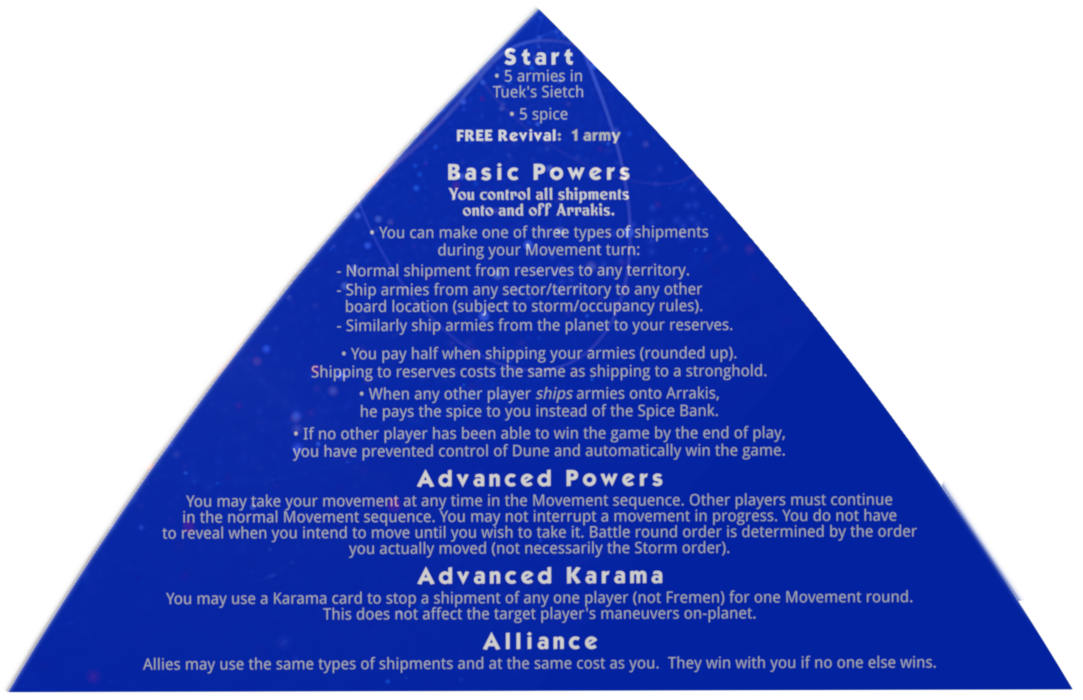 Start
• 5 armies in
Tuek's Sietch
• 5 spice
FREE Revival: 1 army
Basic Powers
You control all shipments
onto and off Arrakis.
• You can make one of three types of shipments
during your Movement turn:
- Normal shipment from reserves to any territory.
- Ship armies from any sector/territory to any other
board location (subject to storm/occupancy rules).
- Similarly ship armies from the planet to your reserves.
• You pay half when shipping your armies (rounded up).
Shipping to reserves costs the same as shipping to a stronghold.
• When any other player ships armies onto Arrakis,
he pays the spice to you instead of the Spice Bank.
• If no other player has been able to win the game by the end of play,
you have prevented control of Dune and automatically win the game.
Advanced Powers
You may take your movement at any time in the Movement sequence. Other players must continue
in the normal Movement sequence. You may not interrupt a movement in progress. You do not have
to reveal when you intend to move until you wish to take it. Battle round order is determined by the order
you actually moved (not necessarily the Storm order).
Advanced Karama
You may use a Karama card to stop a shipment of any one player (not Fremen) for one Movement round.
This does not affect the target player's maneuvers on-planet.
Alliance
Allies may use the same types of shipments and at the same cost as you. They win with you if no one else wins.